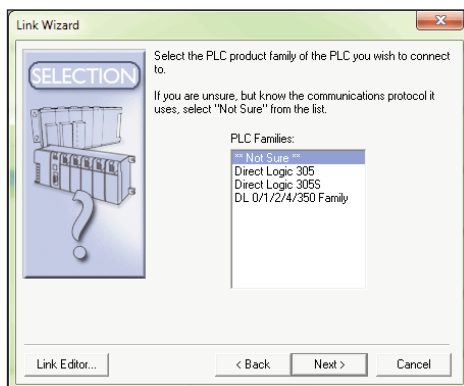 Link Wizard
SELECTION
Select the PLC product family of the PLC you wish to connect
to.
If you are unsure, but know the communications protocol it
uses, select "Not Sure" from the list.
PLC Families:
** Not Sure **
Direct Logic 305
Direct Logic 305S
DL 0/1/2/4/350 Family
Link Editor...
< Back
Next >
Cancel